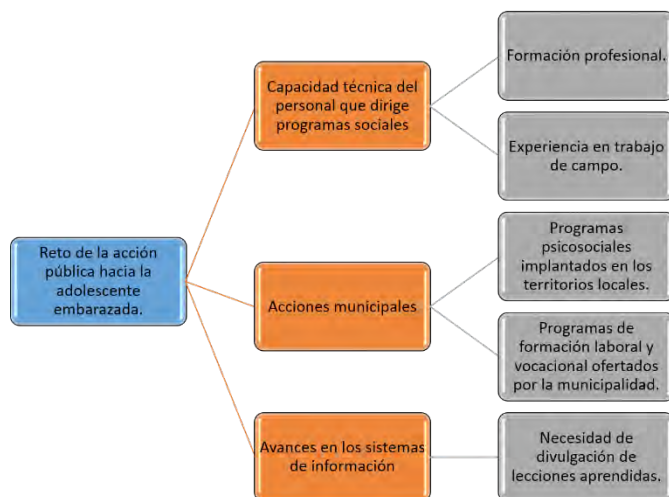 Reto de la acción
pública hacia la
adolescente
embarazada.
Capacidad técnica del
personal que dirige
programas sociales
Formación profesional.
Experiencia en trabajo
de campo.
Acciones municipales
Programas
psicosociales
implantados en los
territorios locales.
Programas de
formación laboral y
vocacional ofertados
por la municipalidad.
Avances en los sistemas
de información
Necesidad de
divulgación de
lecciones aprendidas.